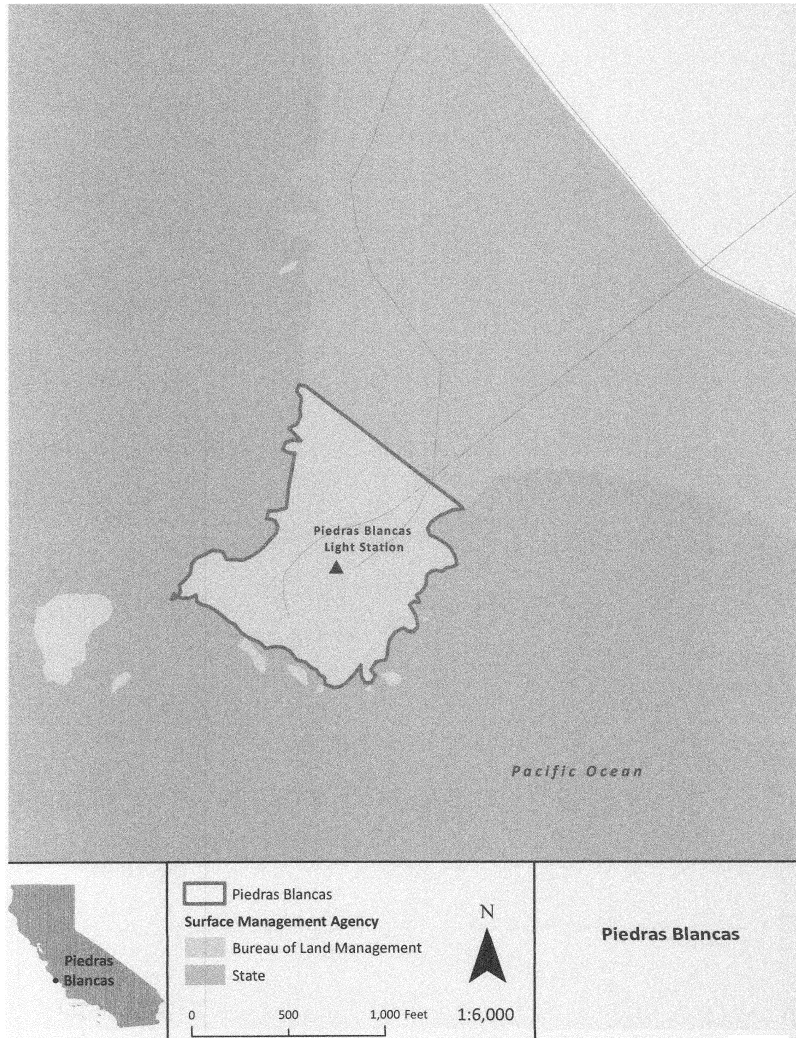 Piedras Blancas
Light Station
Pacific Ocean
Piedras
Blancas
Piedras Blancas
Surface Management Agency
Bureau of Land Management
State
0 500 1,000 Feet
N
1:6,000
Piedras Blancas